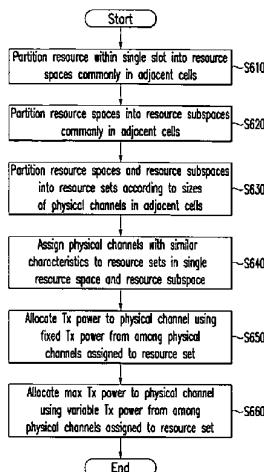 Start
Partition resource within single slot into resource
spaces commonly in adjacent cells
S610
Partition resource spaces into resource subspaces
commonly in adjacent cells
S620
Partition resource spaces and resource subspaces
into resource sets according to sizes
of physical channels in adjacent cells
S630
Assign physical channels with similar
characteristics to resource sets in single
resource space and resource subspace
S640
Allocate Tx power to physical channel using
fixed Tx power from among physical
channels assigned to resource set
S650
Allocate max Tx power to physical channel
using variable Tx power from among
physical channels assigned to resource set
S660
End